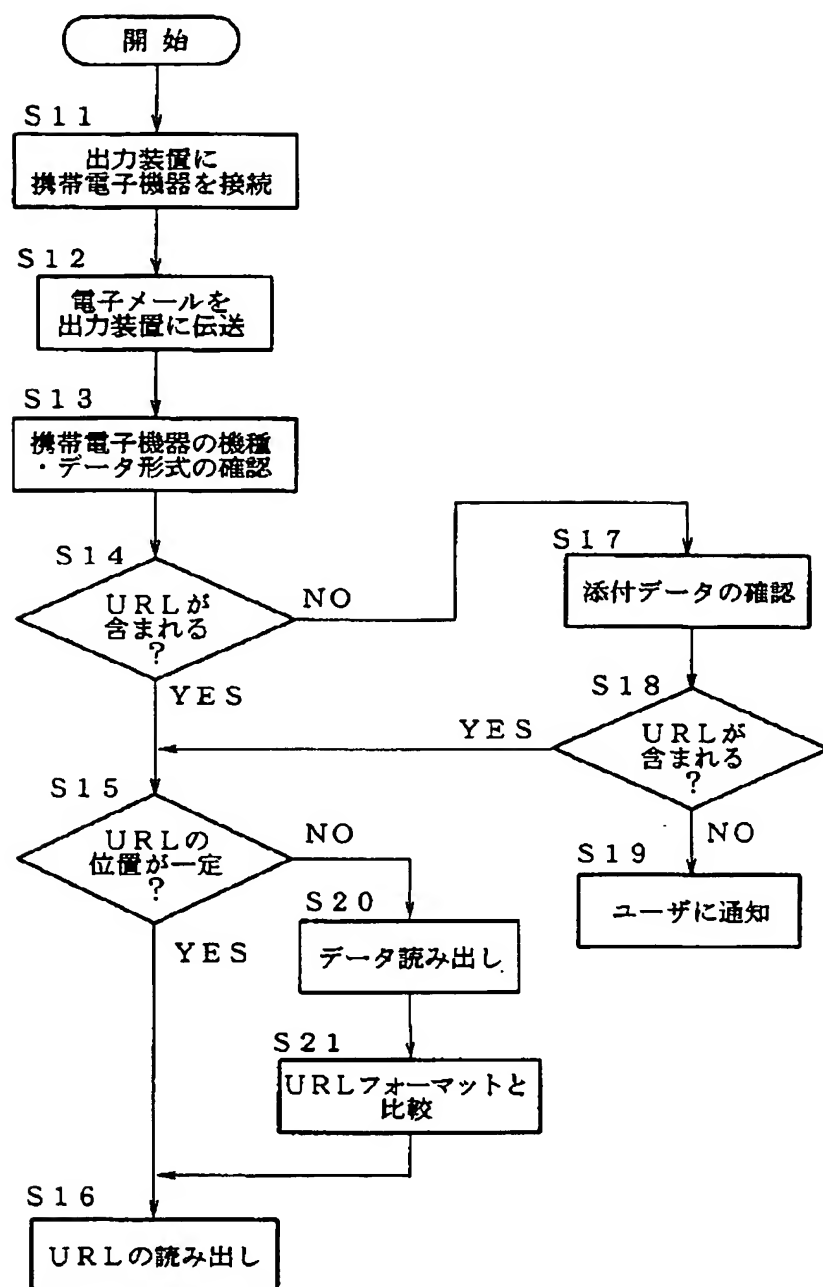 開 始
S11
出力装置に
携帯電子機器を接続
S12
電子メールを
出力装置に伝送
S13
携帯電子機器の機種
・データ形式の確認
S14
URLが
含まれる
?
NO
YES
S17
添付データの確認
S18
URLが
含まれる
?
YES
NO
S19
ユーザに通知
S15
URLの
位置が一定
?
NO
YES
S20
データ読み出し
S21
URLフォーマットと
比較
S16
URLの読み出し